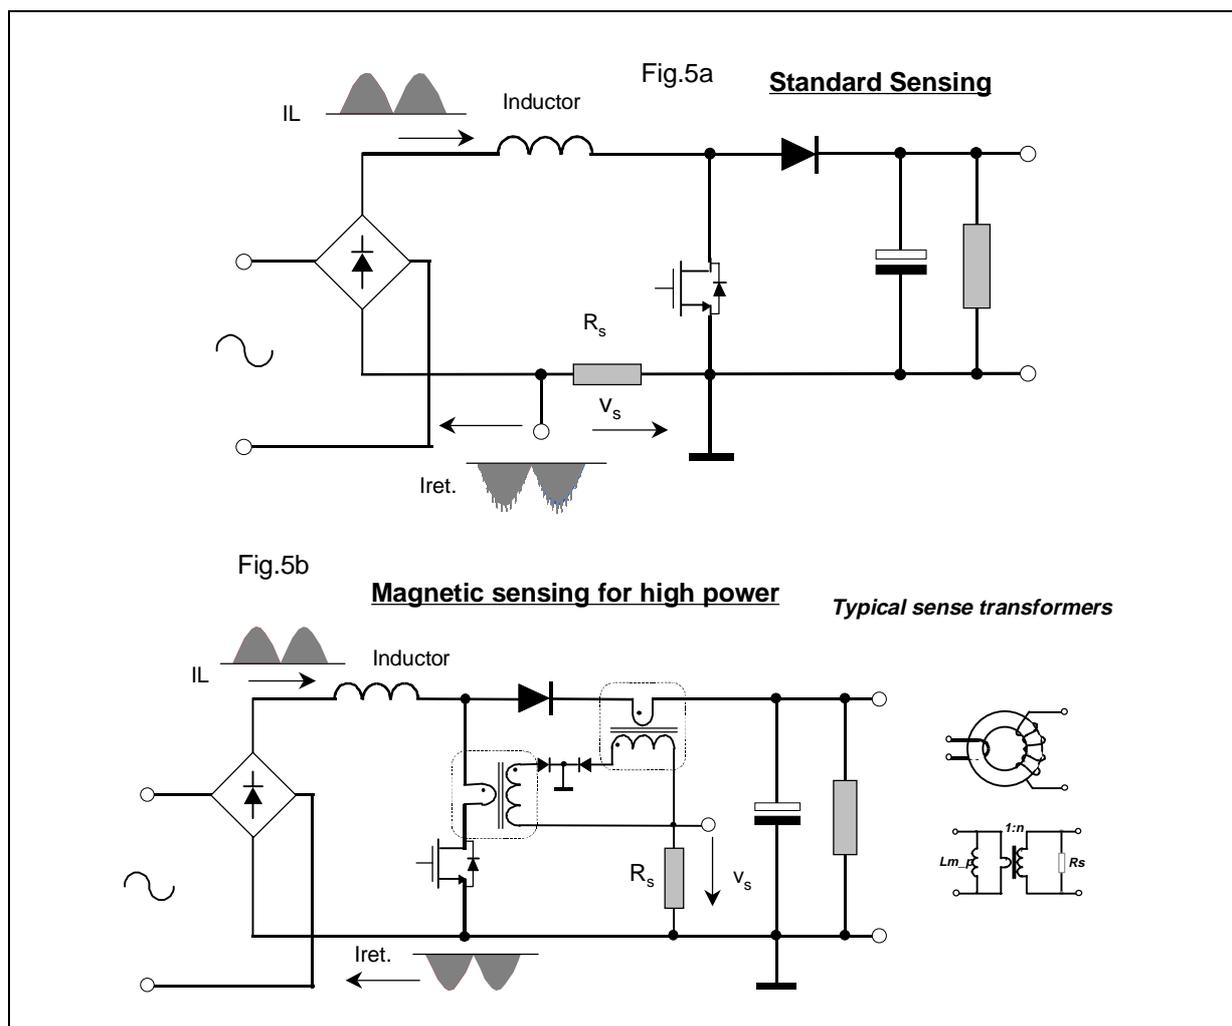 Fig.5a
Standard Sensing
IL
Inductor
Rs
vs
Iret.
Fig.5b
Magnetic sensing for high power
Typical sense transformers
IL
Inductor
1:n
Lm_p
Rs
Rs
vs
Iret.